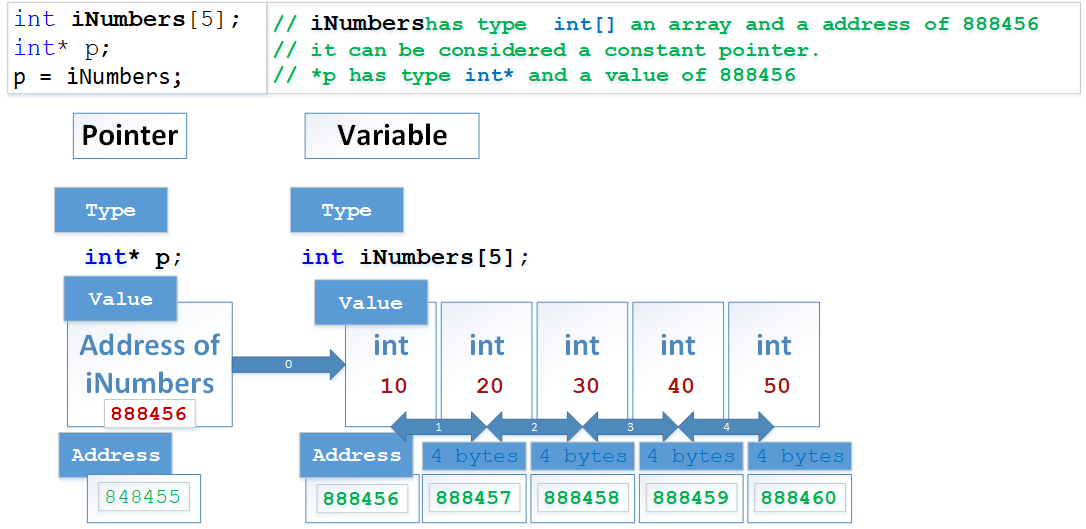 int iNumbers[5];
int* p;
p = iNumbers;
// iNumbershas type int[] an array and a address of 888456
// it can be considered a constant pointer.
// *p has type int* and a value of 888456
Pointer
Variable
Type
Type
int* p;
int iNumbers[5];
Value
Value
Address of
iNumbers
888456
0
int
10
int
20
int
30
int
40
int
50
1
2
3
4
Address
848455
Address
4 bytes
4 bytes
4 bytes
4 bytes
888456
888457
888458
888459
888460